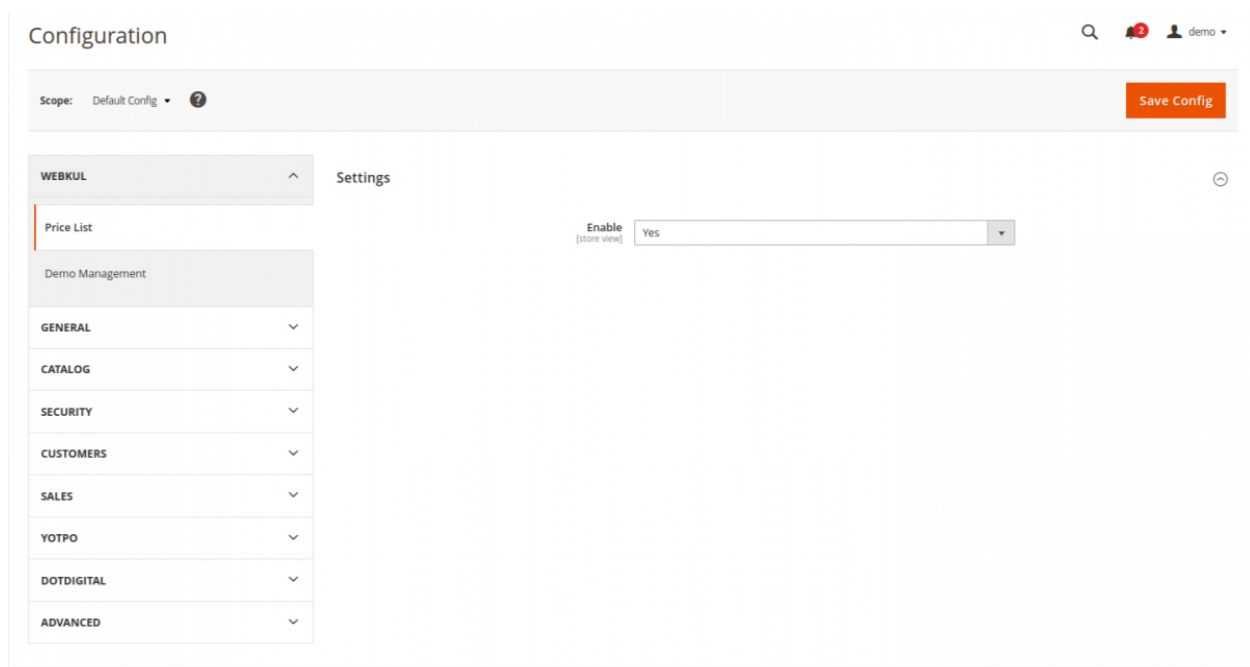 Configuration
2
demo
Scope:
Default Config
?
Save Config
WEBKUL
Price List
Demo Management
GENERAL
CATALOG
SECURITY
CUSTOMERS
SALES
YOTPO
DOTDIGITAL
ADVANCED
Settings
Enable
[store view]
Yes